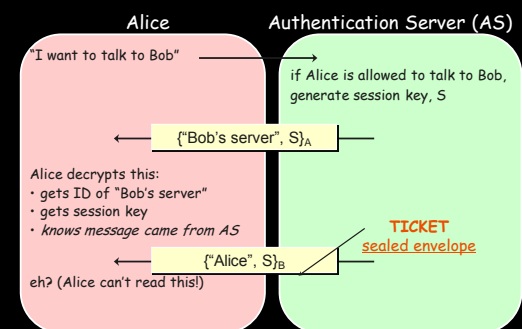 Alice
Authentication Server (AS)
“I want to talk to Bob”
if Alice is allowed to talk to Bob,
generate session key, S
{“Bob’s server”, S}A
Alice decrypts this:
• gets ID of “Bob’s server”
• gets session key
• knows message came from AS
TICKET
sealed envelope
{“Alice”, S}B
eh? (Alice can’t read this!)